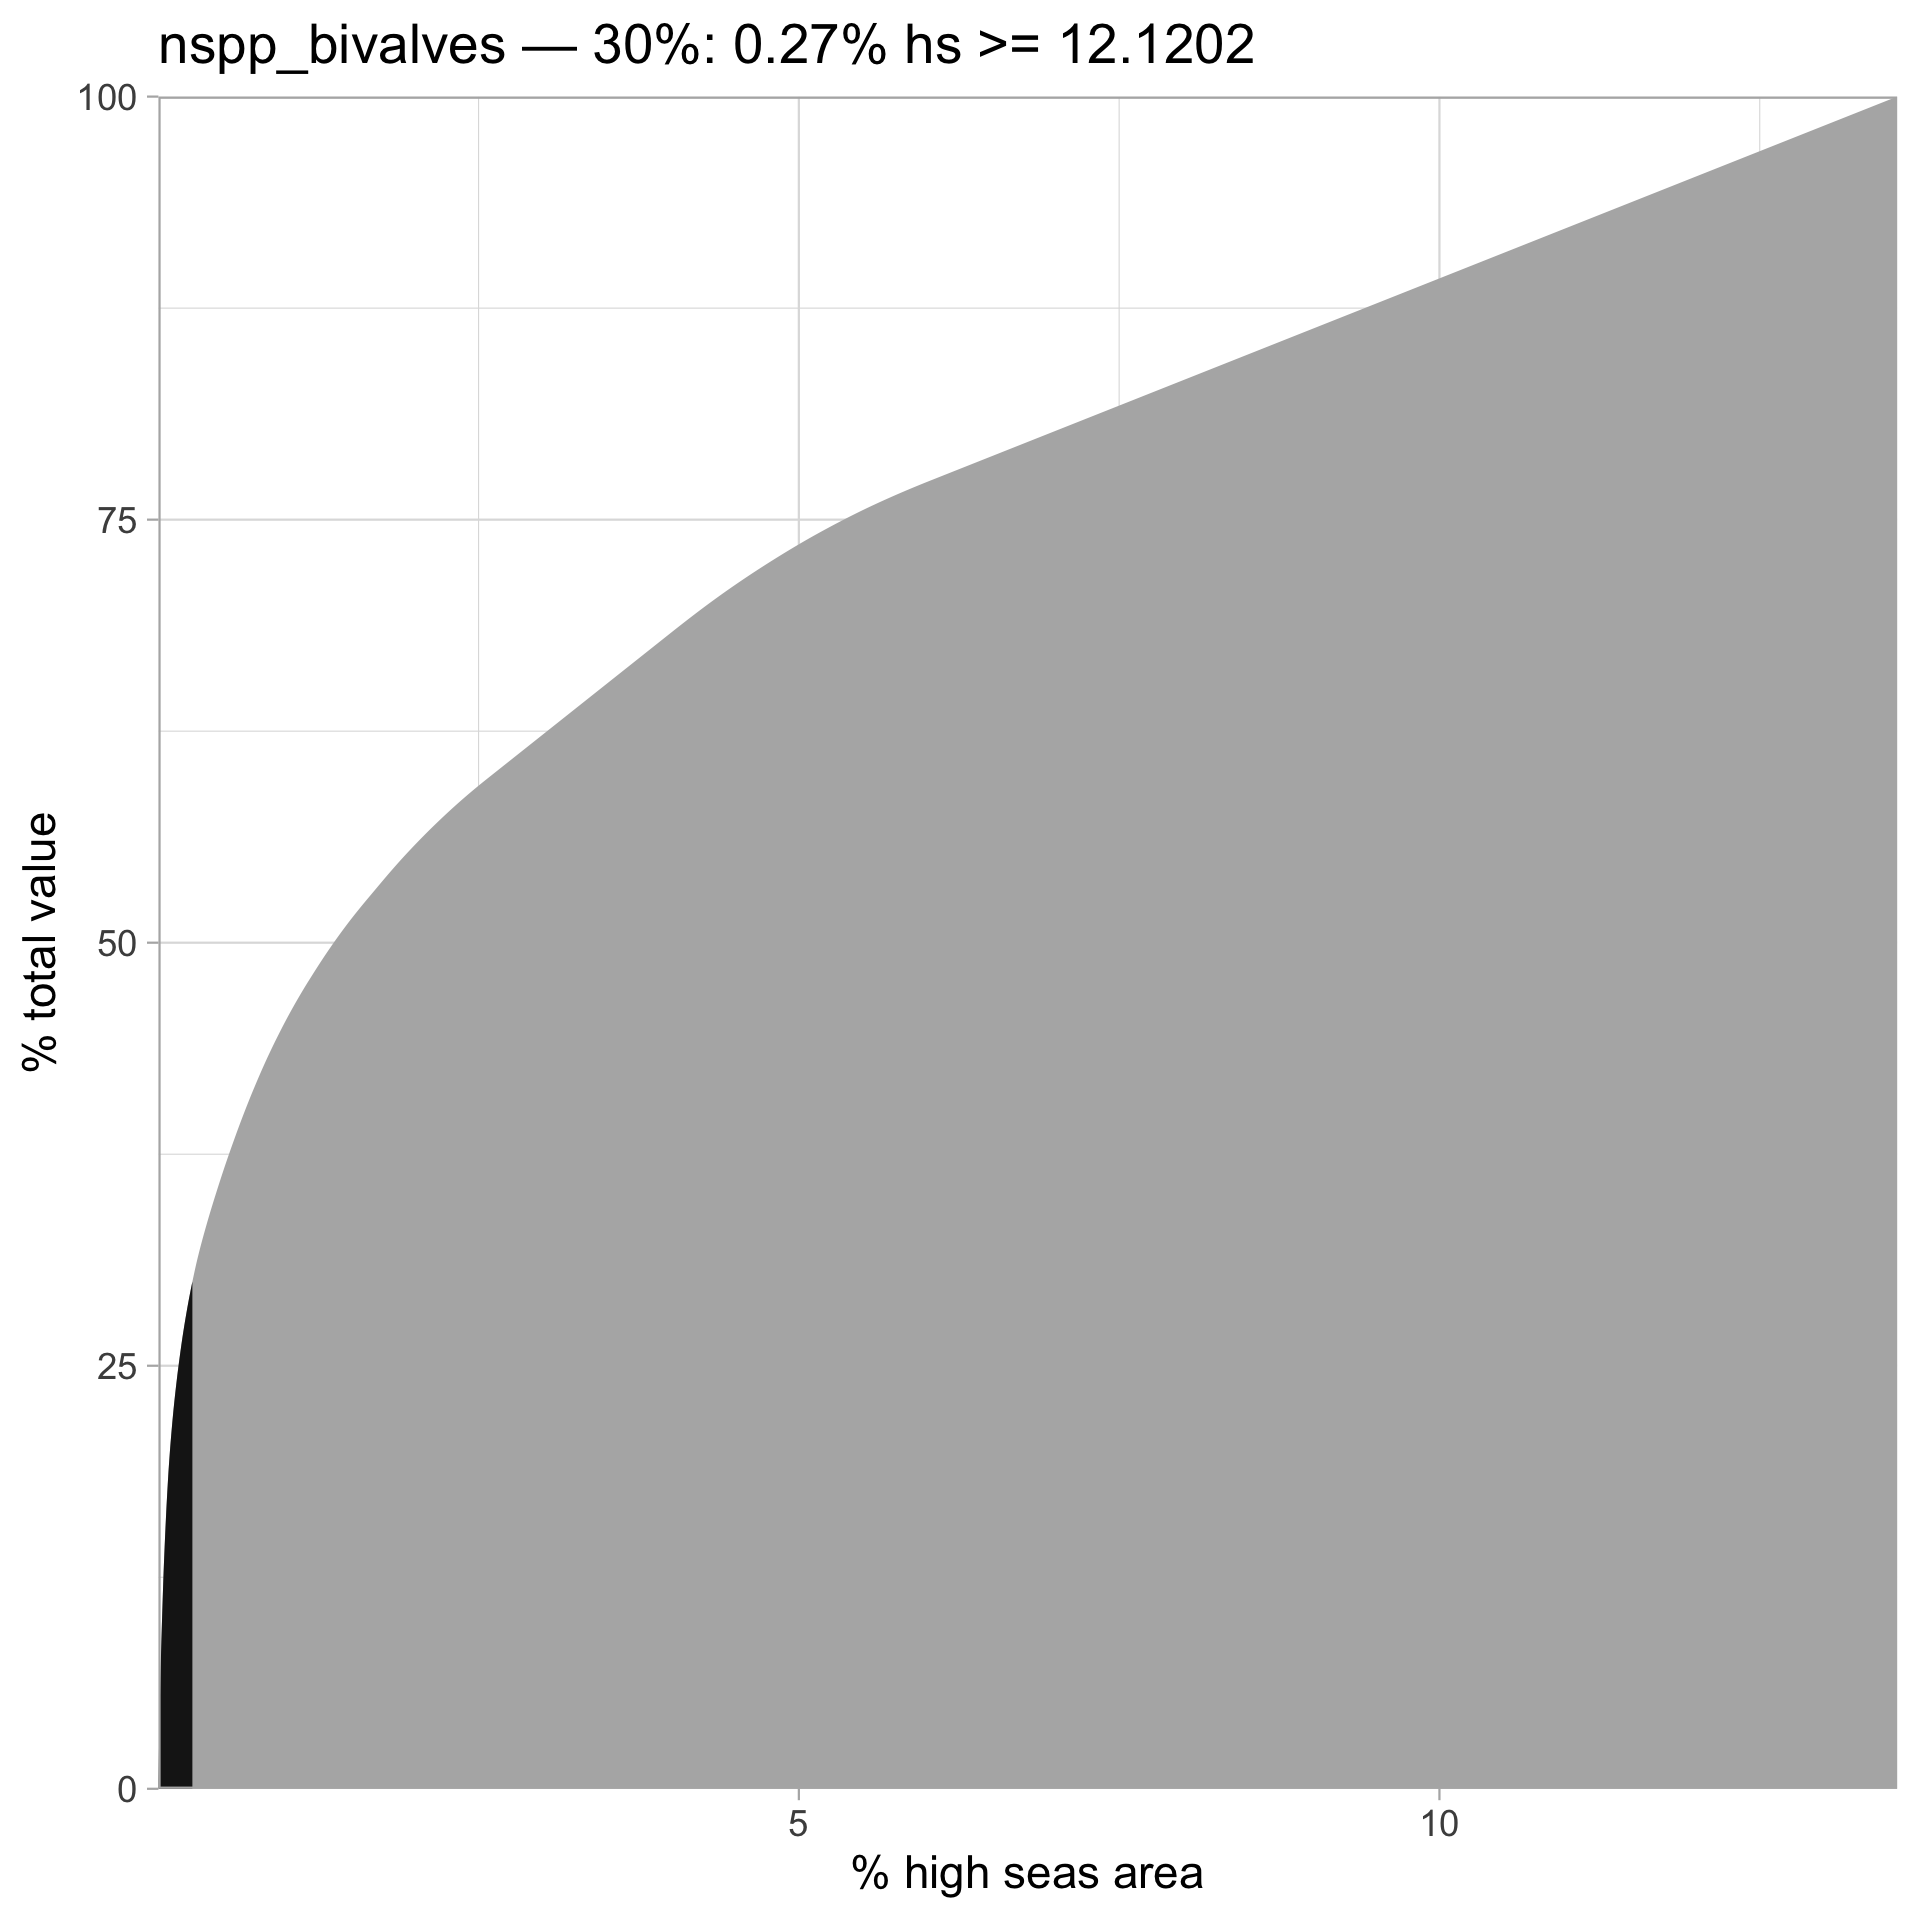 nspp_bivalves — 30%: 0.27% hs >= 12.1202
100
75
50
25
0
% total value
5
10
% high seas area